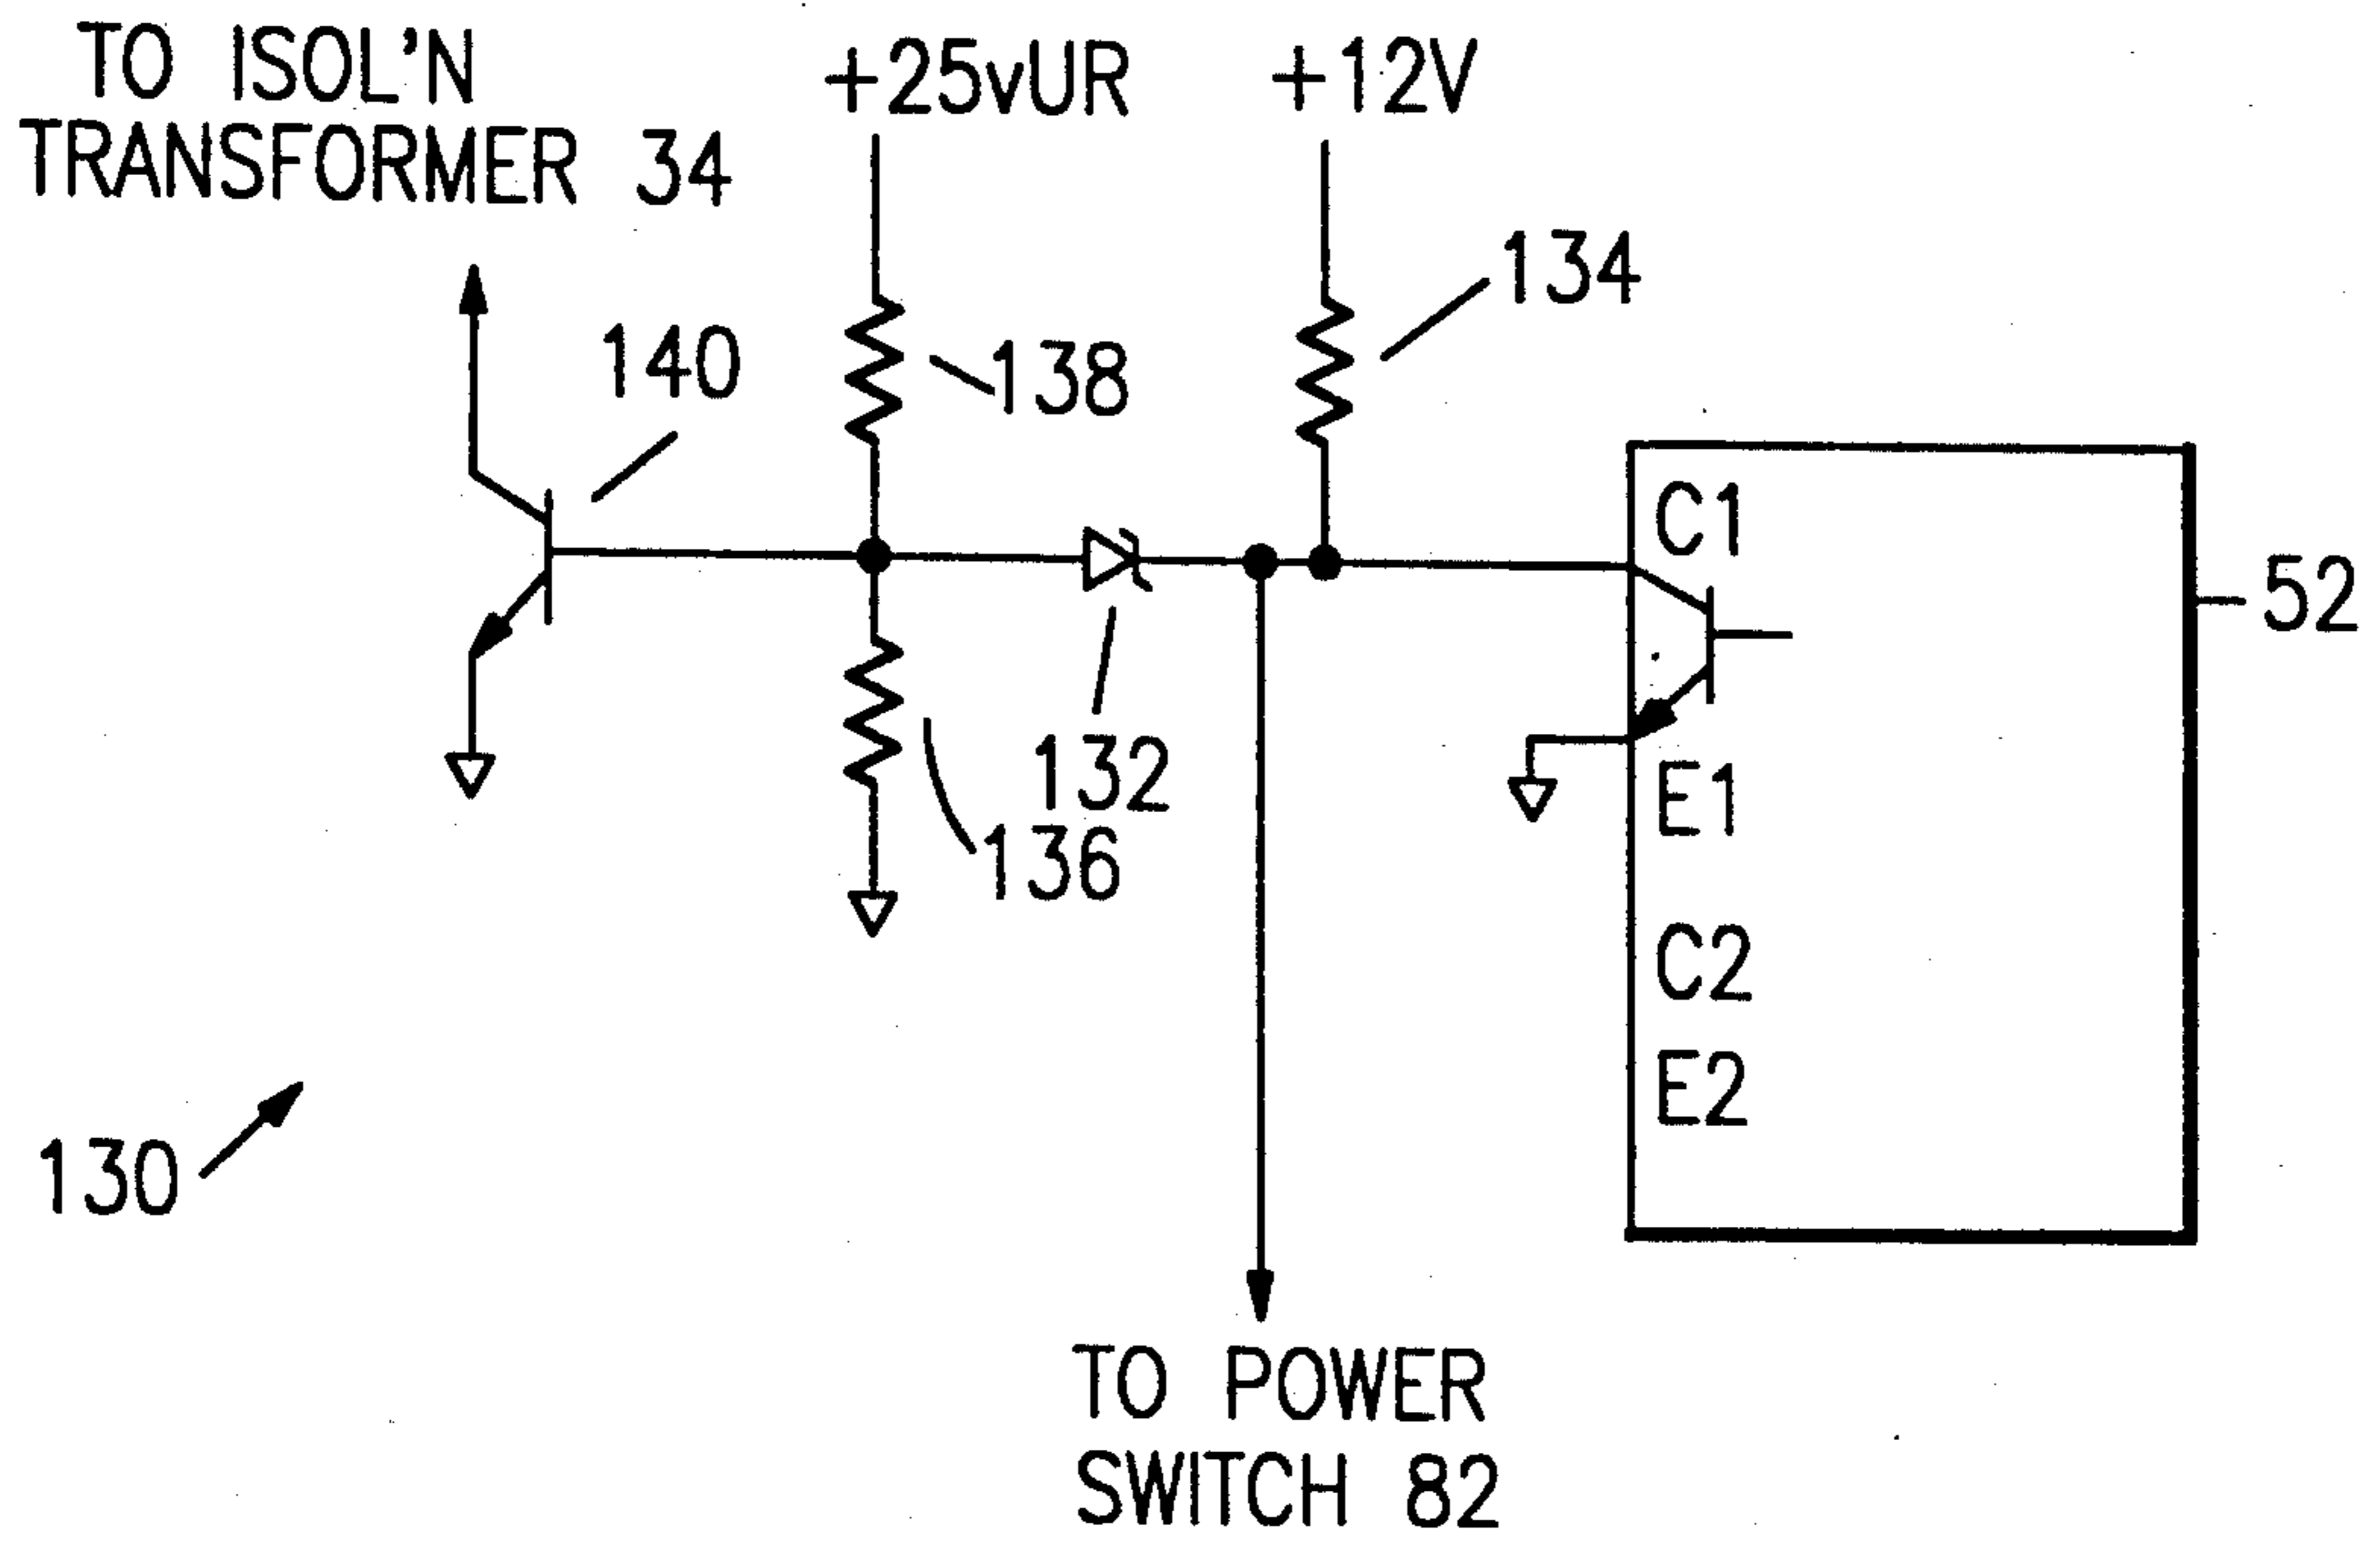 TO ISOL'N
TRANSFORMER 34
+25vUR
+12V
134
140
138
C1
52
132
E1
136
C2
E2
130
TO POWER
SWITCH 82